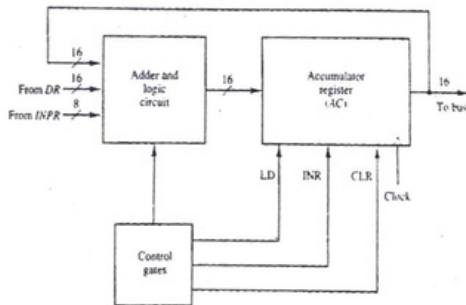 16
16
From DR
8
From INPR
Adder and
logic
circuit
16
Accumulator
register
(AC)
16
To bus
LD
INR
CLR
Clock
Control
gates